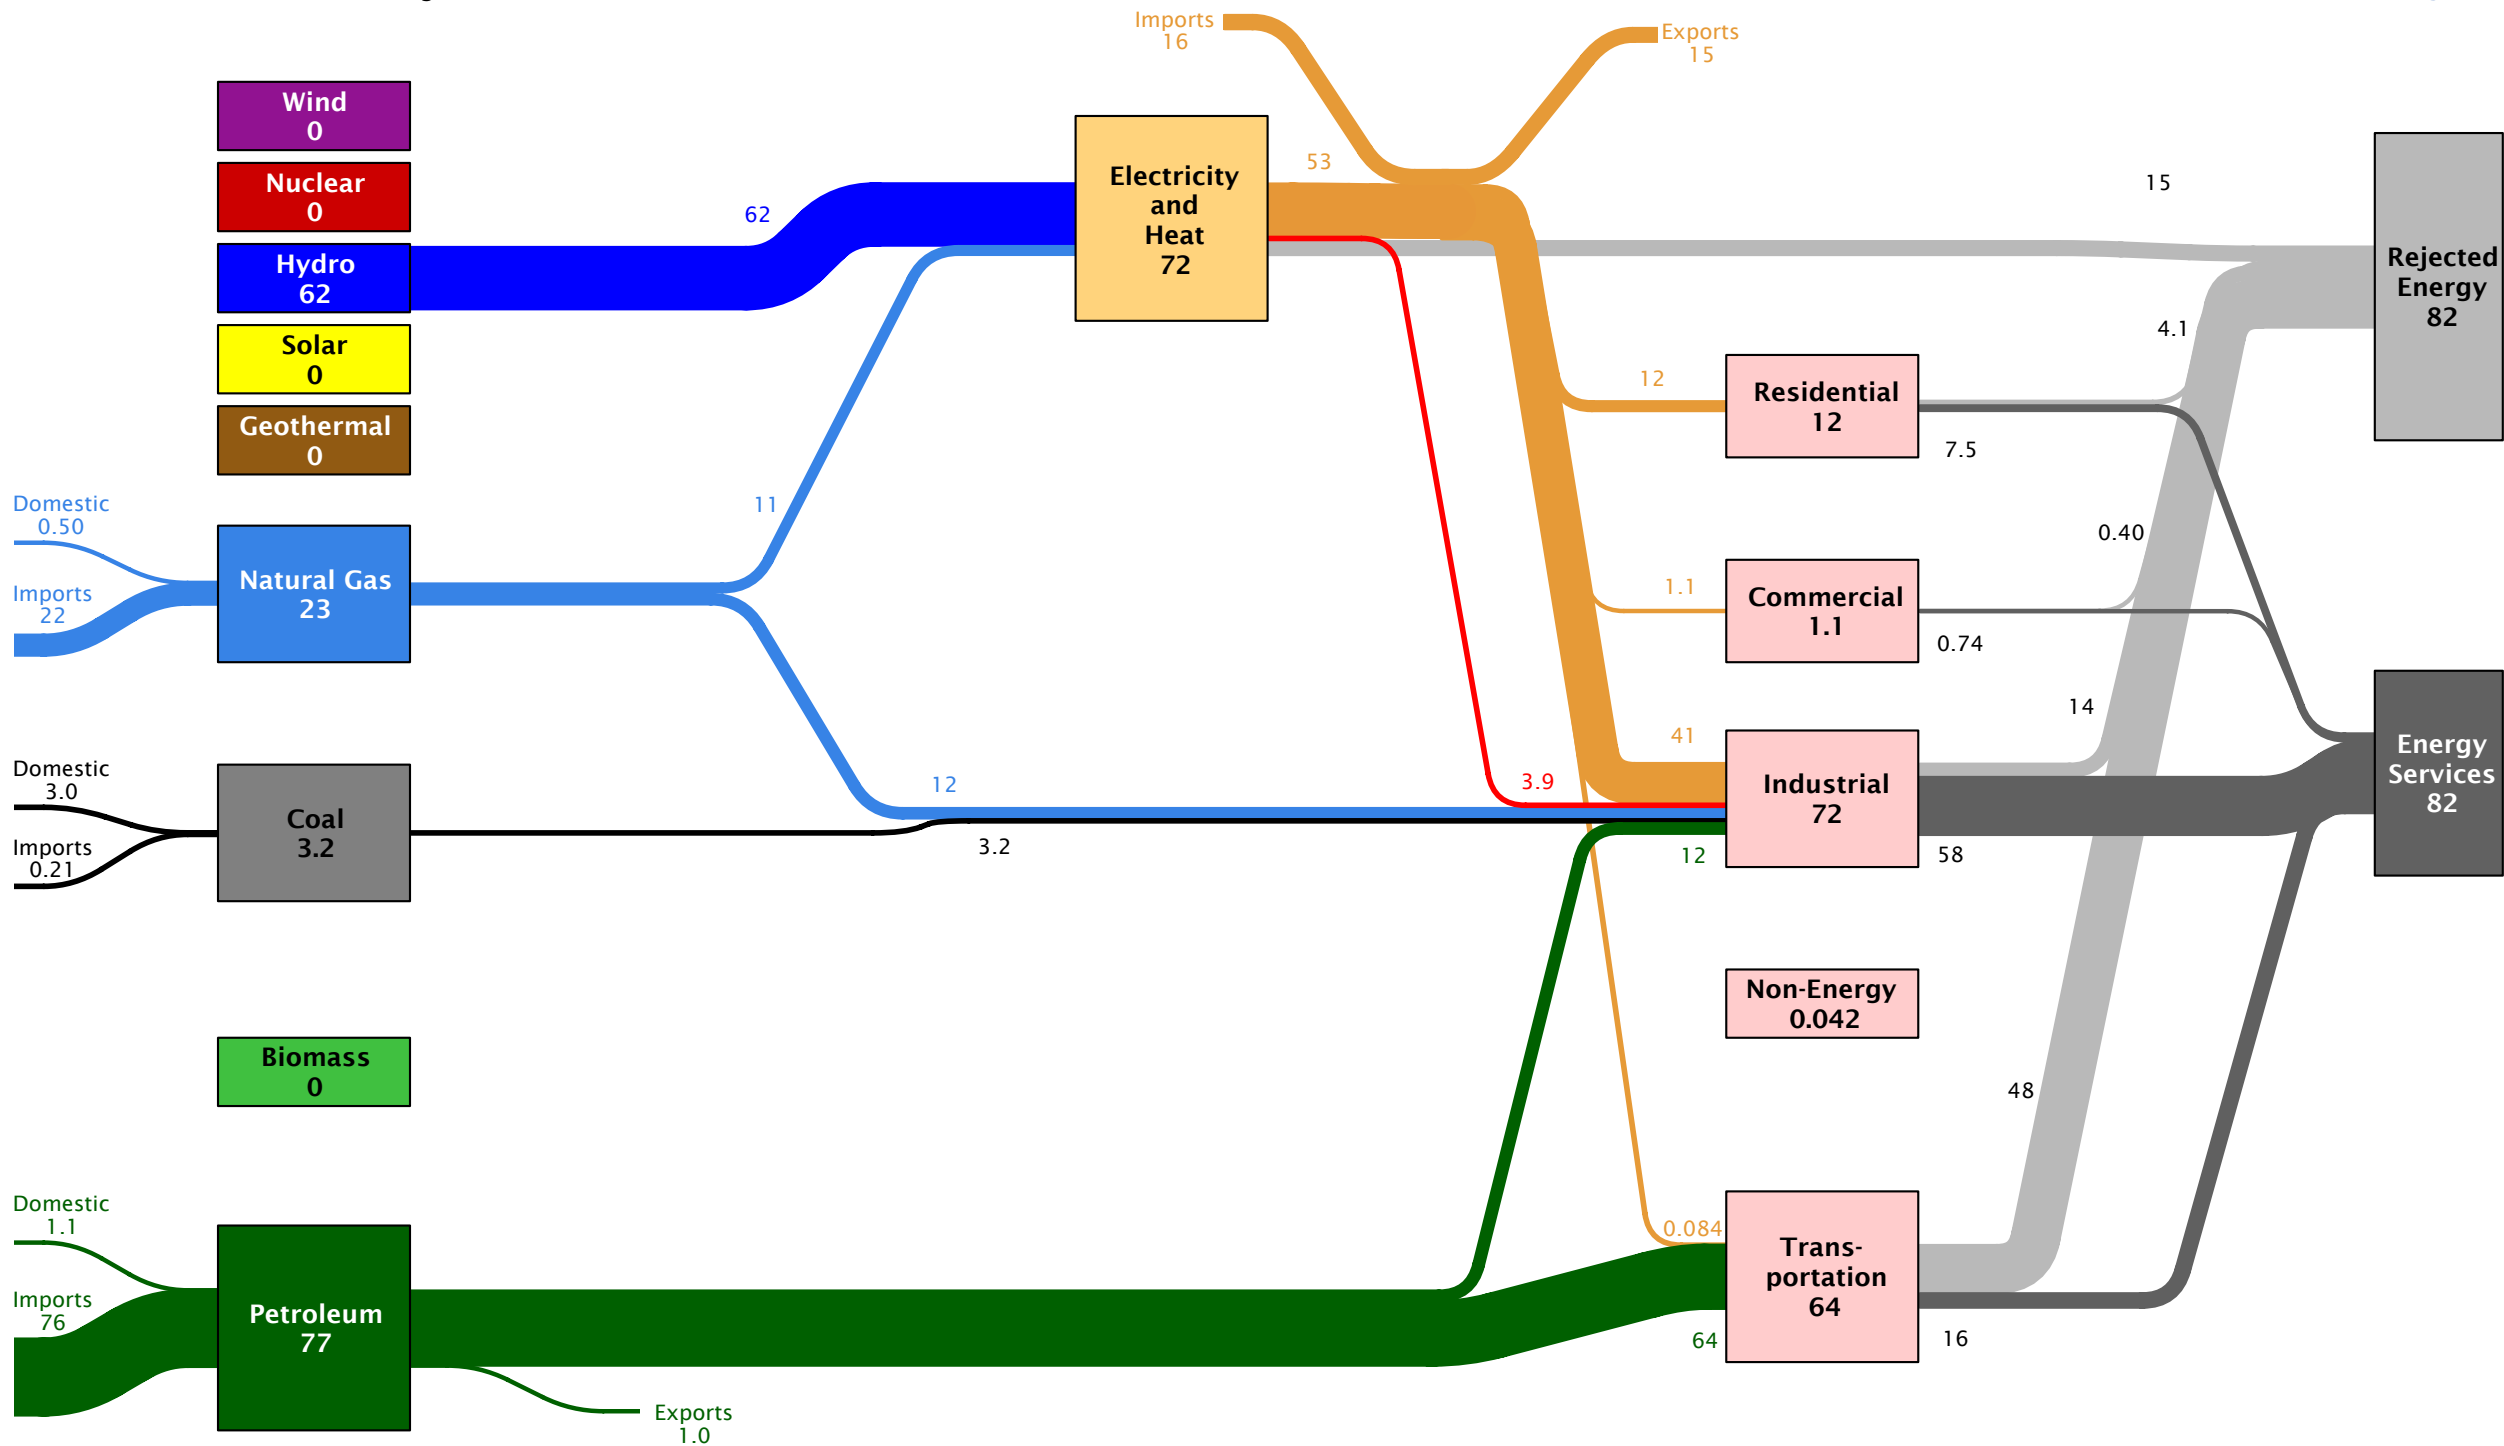 Imports
16
Exports
15
Wind
0
Nuclear
0
Hydro
62
Solar
0
Geothermal
0
62
Electricity
and
Heat
72
53
15
Rejected
Energy
82
4.1
12
Residential
12
7.5
Domestic
0.50
Imports
22
Natural Gas
23
11
0.40
1.1
Commercial
1.1
0.74
Domestic
3.0
Imports
0.21
Coal
3.2
12
3.2
3.9
41
Industrial
72
12
14
58
Energy
Services
82
Non-Energy
0.042
Biomass
0
48
Domestic
1.1
Imports
76
Petroleum
77
Exports
1.0
0.084
64
Trans-
portation
64
16